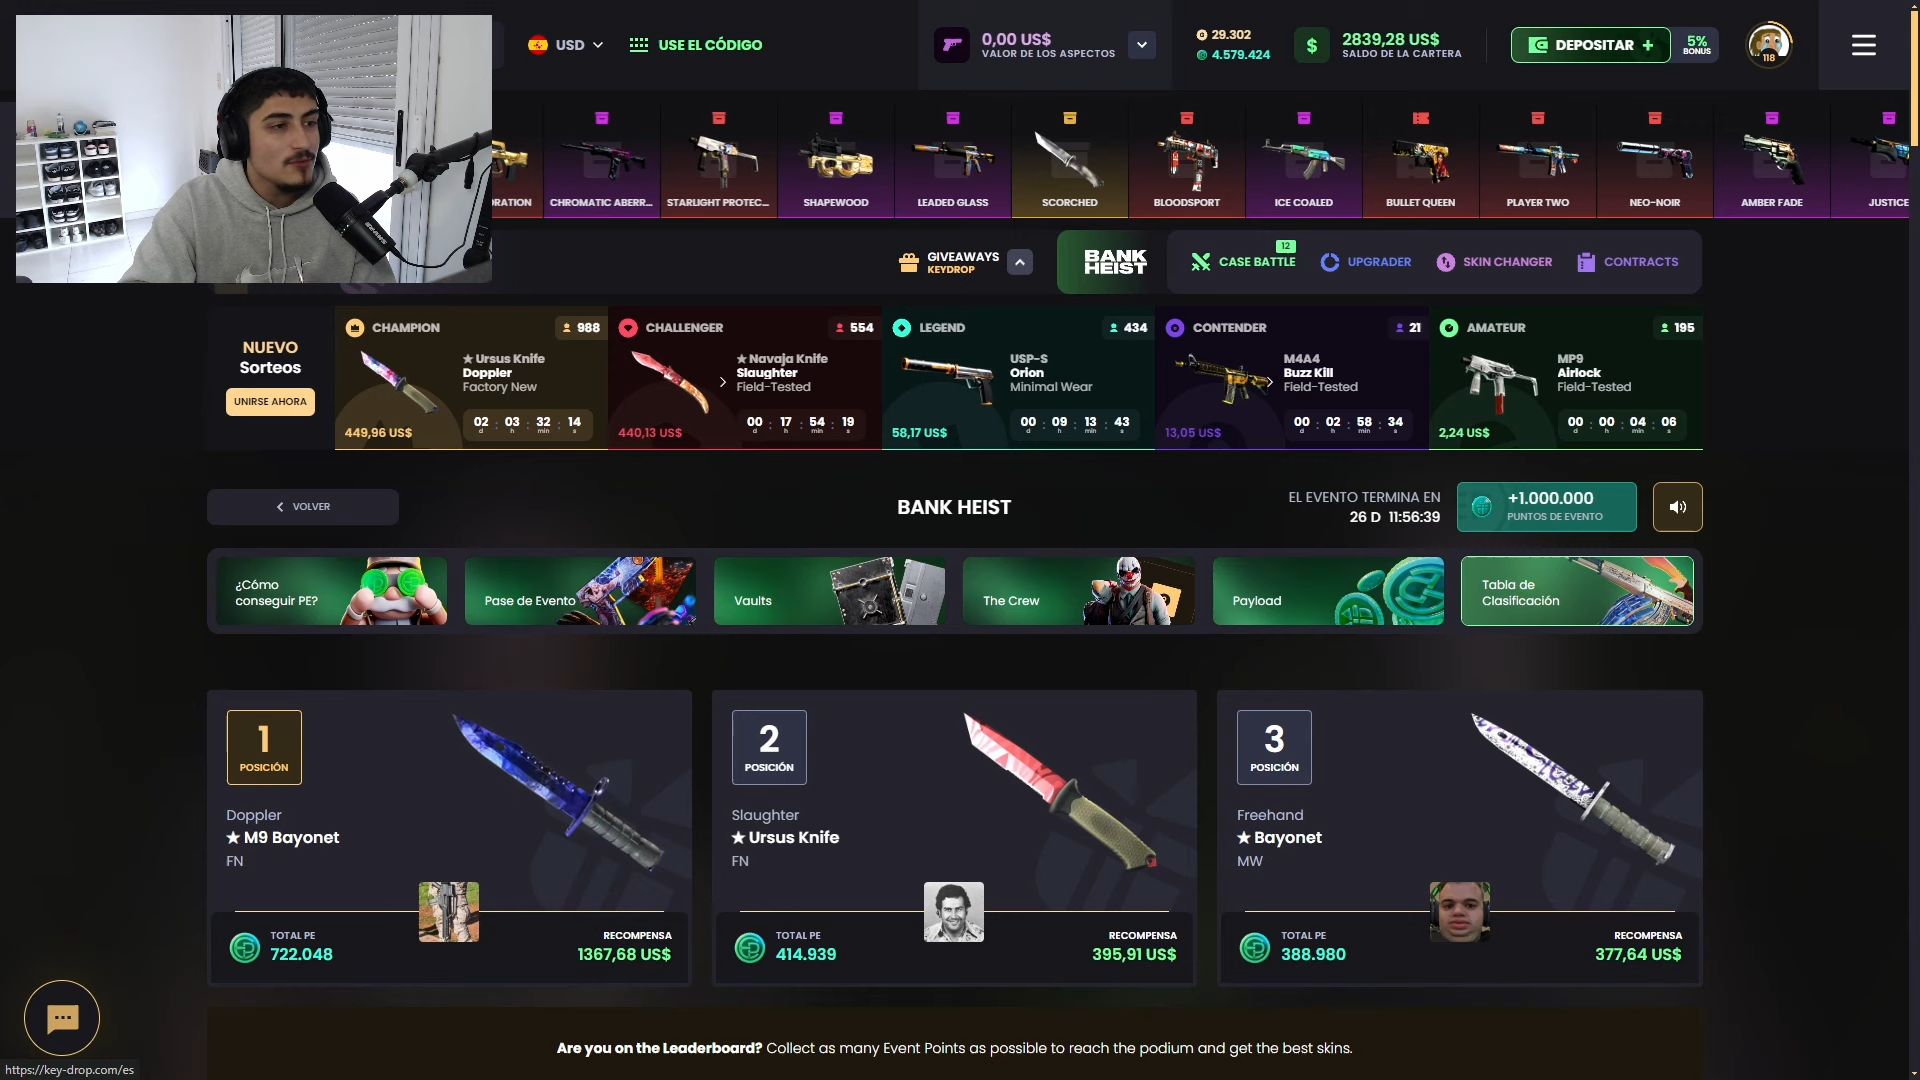 USD
USE EL CÓDIGO
0,00 US$
VALOR DE LOS ASPECTOS
29.302
4.579.424
$
2839,28 US$
SALDO DE LA CARTERA
DEPOSITAR +
5%
BONUS
118
CHROMATIC ABERR...
STARLIGHT PROTEC...
SHAPEWOOD
LEADED GLASS
SCORCHED
BLOODSPORT
ICE COALED
BULLET QUEEN
PLAYER TWO
NEO-NOIR
AMBER FADE
JUSTICE
GIVEAWAYS
KEYDROP
BANK
HEIST
12
CASE BATTLE
UPGRADER
SKIN CHANGER
CONTRACTS
NUEVO
Sorteos
UNIRSE AHORA
CHAMPION
988
★ Ursus Knife
Doppler
Factory New
02 : 03 : 32 : 14
d h min s
449,96 US$
CHALLENGER
554
★ Navaja Knife
Slaughter
Field-Tested
00 : 17 : 54 : 19
d h min s
440,13 US$
LEGEND
434
USP-S
Orion
Minimal Wear
00 : 09 : 13 : 43
d h min s
58,17 US$
CONTENDER
21
M4A4
Buzz Kill
Field-Tested
00 : 02 : 58 : 34
d h min s
13,05 US$
AMATEUR
195
MP9
Airlock
Field-Tested
00 : 00 : 04 : 06
d h min s
2,24 US$
VOLVER
BANK HEIST
EL EVENTO TERMINA EN
26 D 11:56:39
+1.000.000
PUNTOS DE EVENTO
¿Cómo
conseguir PE?
Pase de Evento
Vaults
The Crew
Payload
Tabla de
Clasificación
1
POSICIÓN
Doppler
★ M9 Bayonet
FN
TOTAL PE
722.048
RECOMPENSA
1367,68 US$
2
POSICIÓN
Slaughter
★ Ursus Knife
FN
TOTAL PE
414.939
RECOMPENSA
395,91 US$
3
POSICIÓN
Freehand
★ Bayonet
MW
TOTAL PE
388.980
RECOMPENSA
377,64 US$
Are you on the Leaderboard? Collect as many Event Points as possible to reach the podium and get the best skins.
https://key-drop.com/es